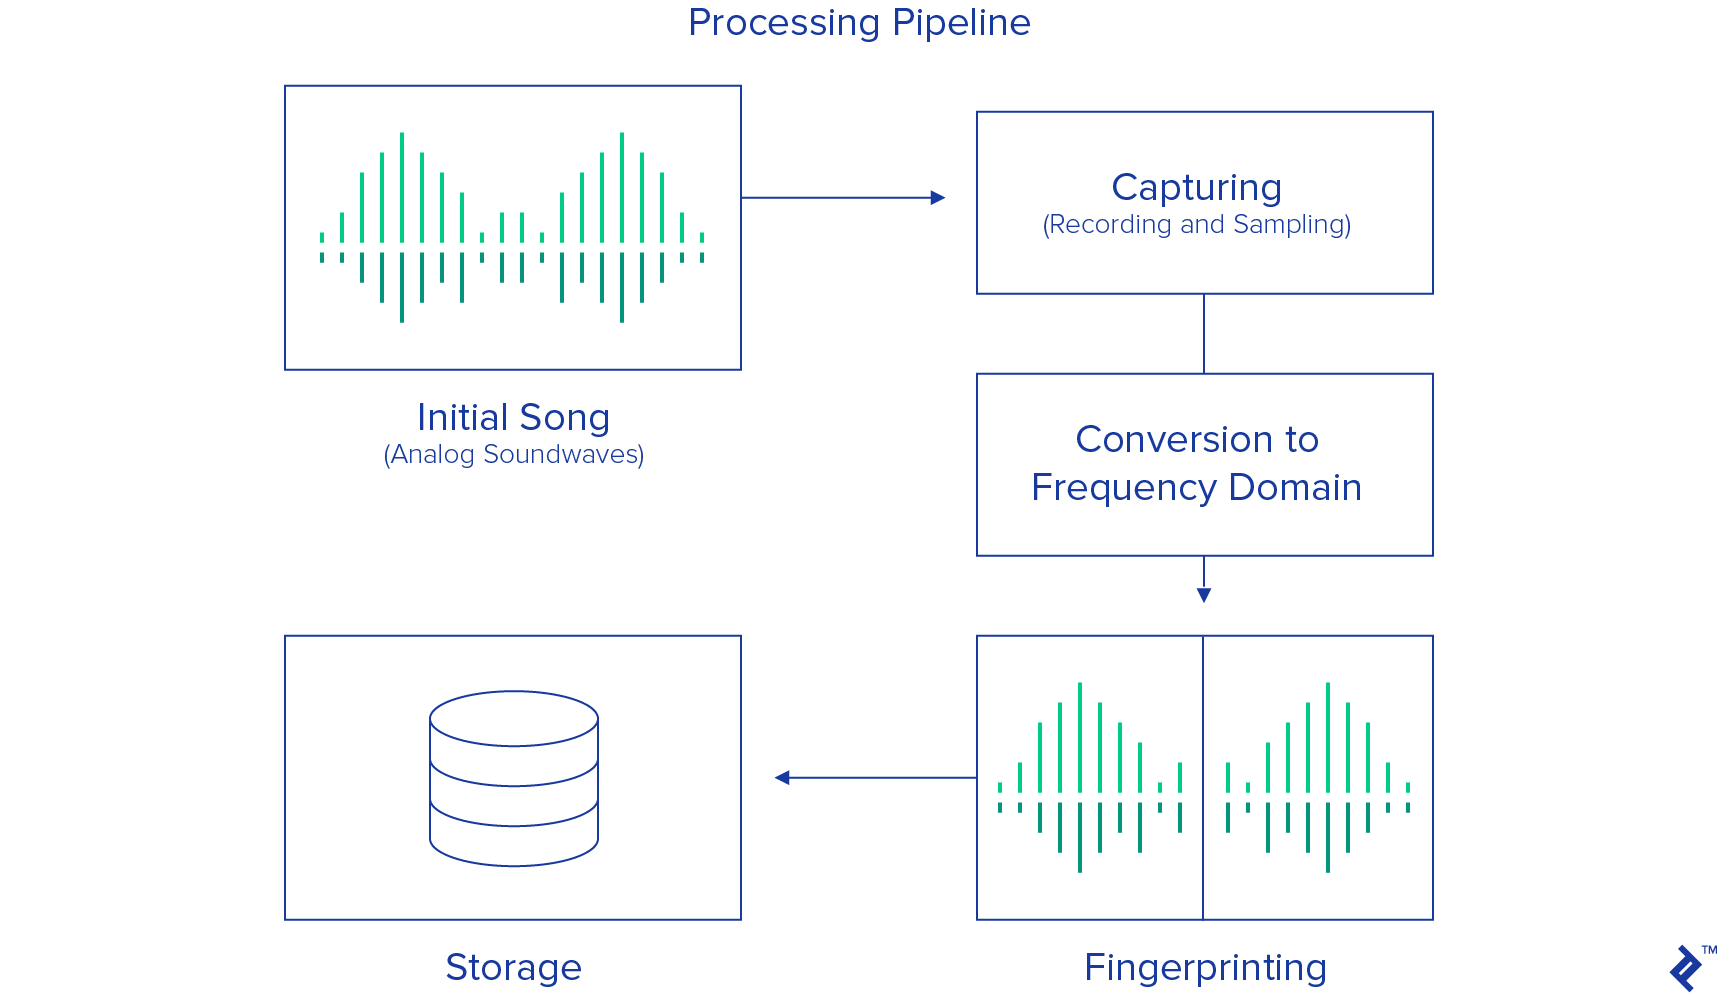 Processing Pipeline
Capturing
(Recording and Sampling)
Initial Song
(Analog Soundwaves)
Conversion to
Frequency Domain
Storage
Fingerprinting
TM